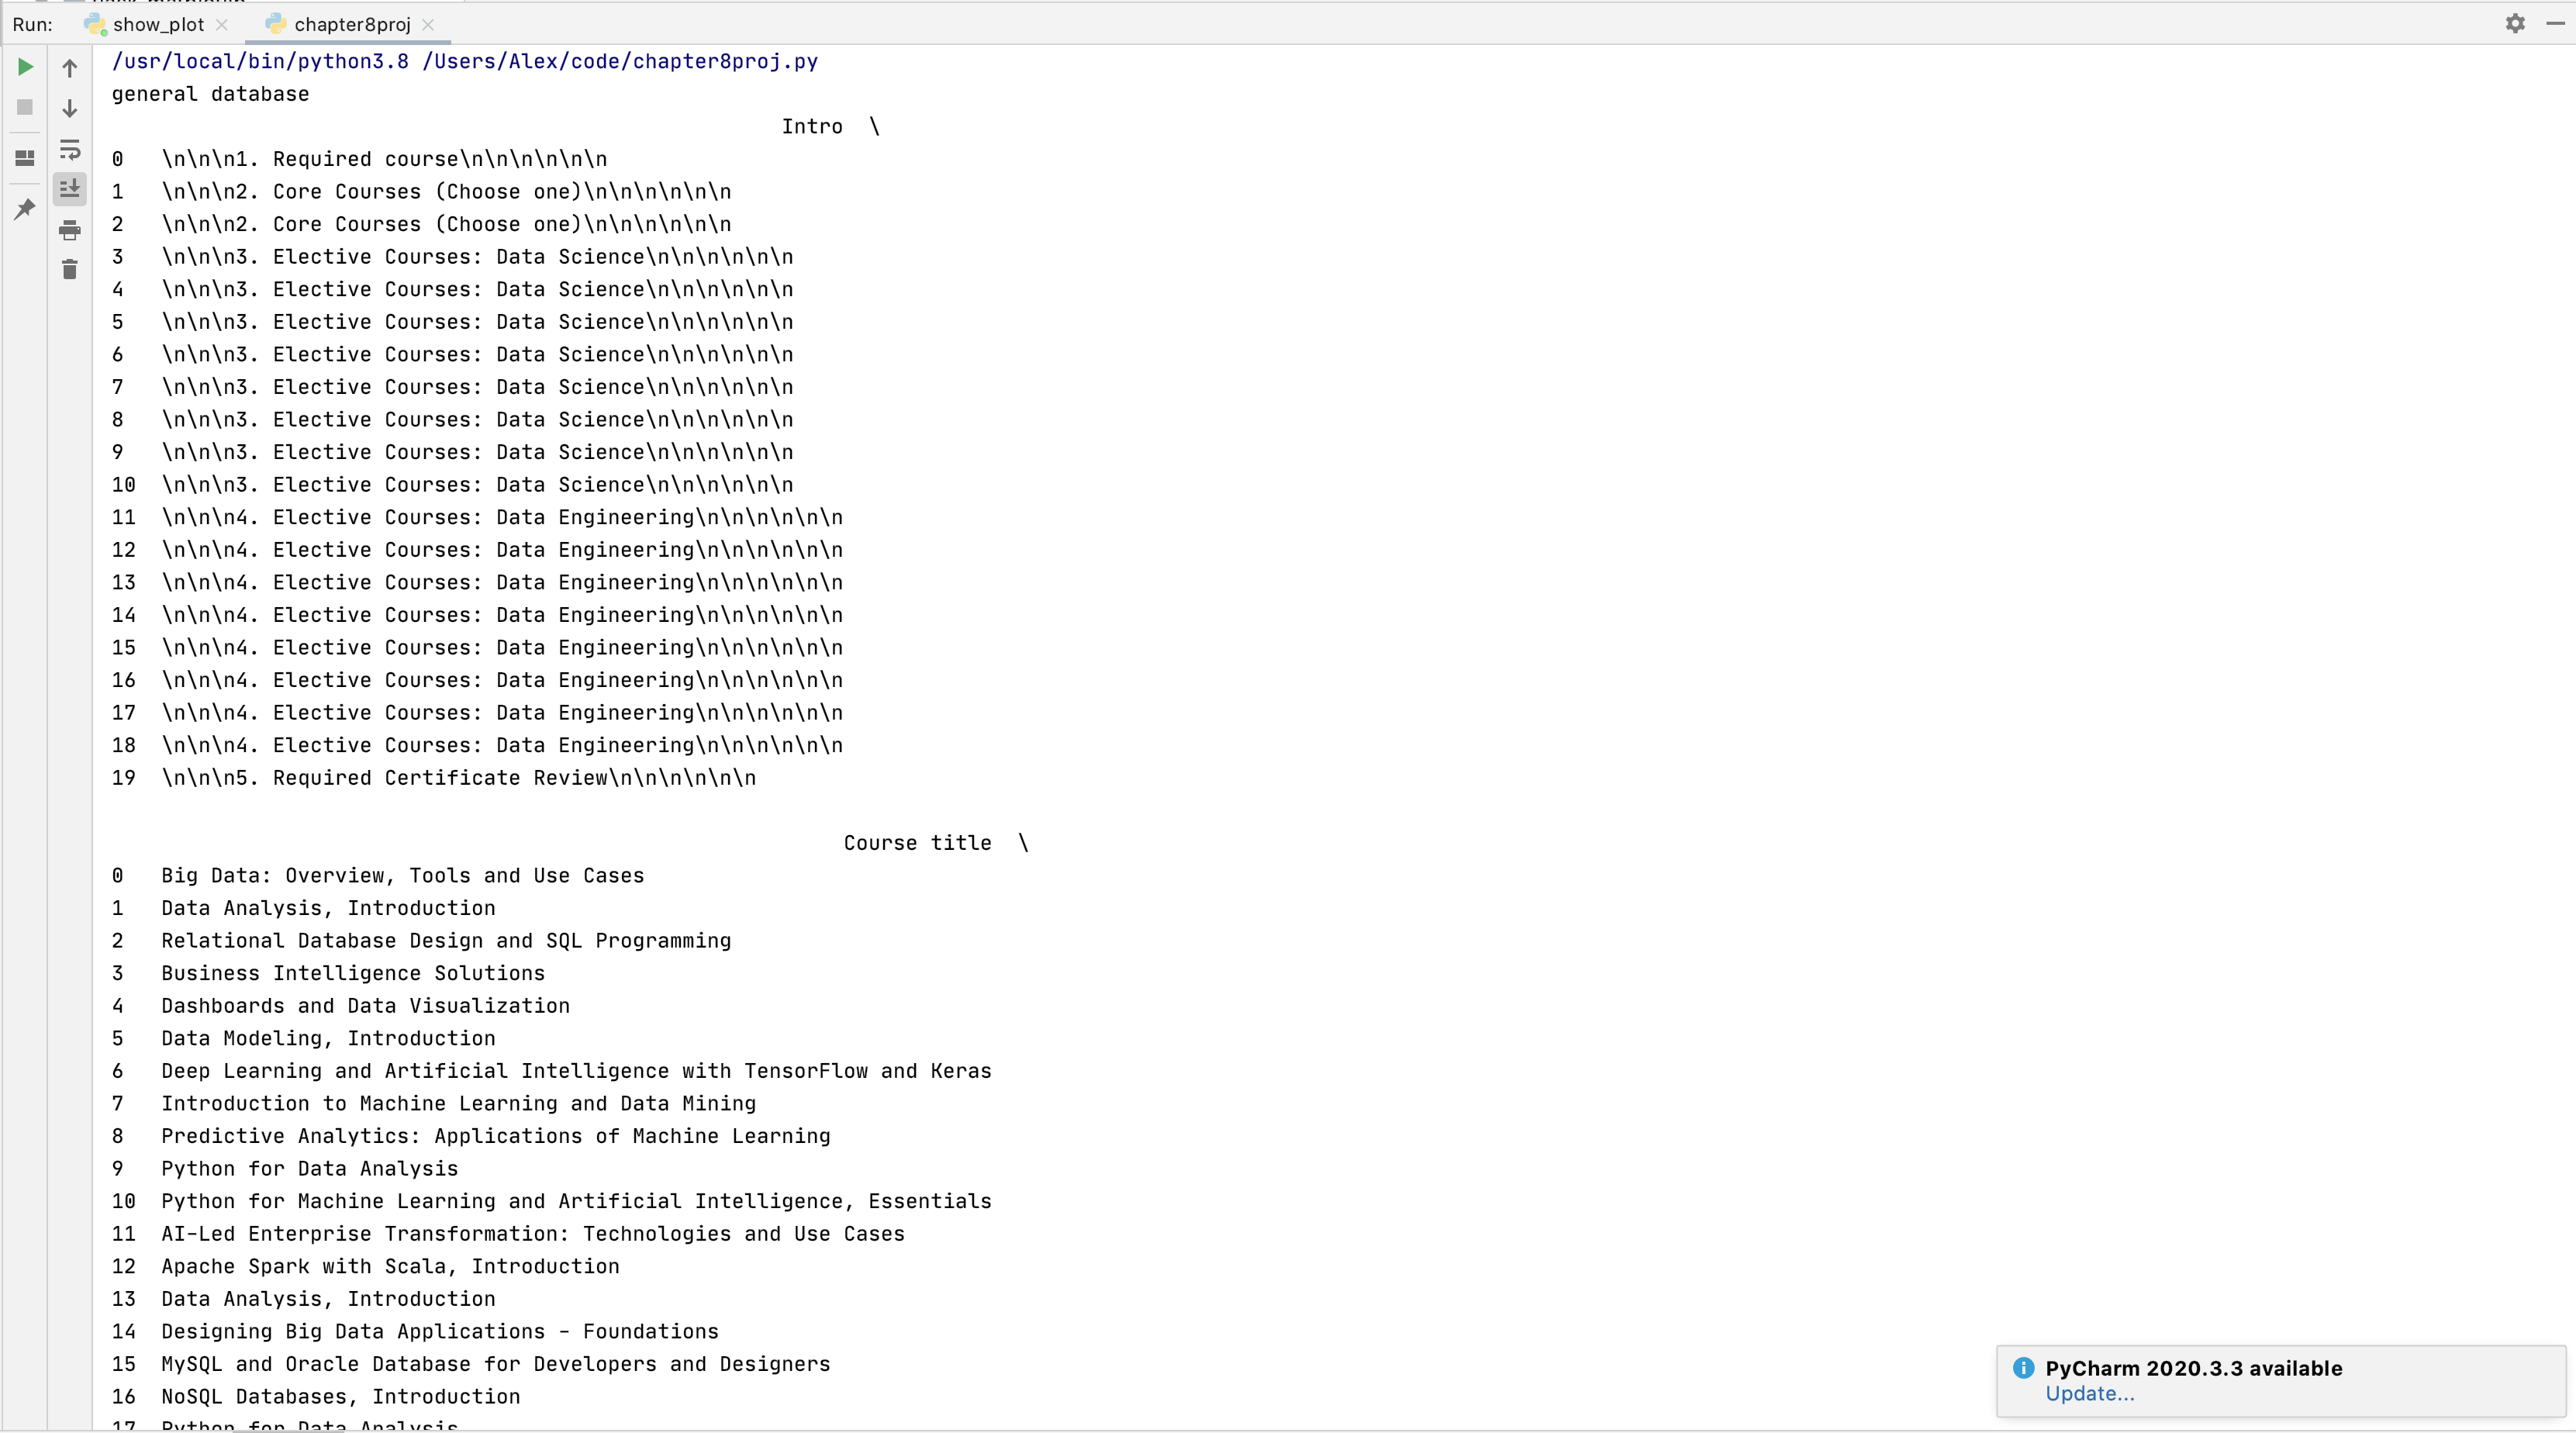 Run: show_plot chapter8proj
/usr/local/bin/python3.8 /Users/Alex/code/chapter8proj.py
general database
Intro \
0 \n\n\n1. Required course\n\n\n\n\n\n
1 \n\n\n2. Core Courses (Choose one)\n\n\n\n\n\n
2 \n\n\n2. Core Courses (Choose one)\n\n\n\n\n\n
3 \n\n\n3. Elective Courses: Data Science\n\n\n\n\n\n
4 \n\n\n3. Elective Courses: Data Science\n\n\n\n\n\n
5 \n\n\n3. Elective Courses: Data Science\n\n\n\n\n\n
6 \n\n\n3. Elective Courses: Data Science\n\n\n\n\n\n
7 \n\n\n3. Elective Courses: Data Science\n\n\n\n\n\n
8 \n\n\n3. Elective Courses: Data Science\n\n\n\n\n\n
9 \n\n\n3. Elective Courses: Data Science\n\n\n\n\n\n
10 \n\n\n3. Elective Courses: Data Science\n\n\n\n\n\n
11 \n\n\n4. Elective Courses: Data Engineering\n\n\n\n\n\n
12 \n\n\n4. Elective Courses: Data Engineering\n\n\n\n\n\n
13 \n\n\n4. Elective Courses: Data Engineering\n\n\n\n\n\n
14 \n\n\n4. Elective Courses: Data Engineering\n\n\n\n\n\n
15 \n\n\n4. Elective Courses: Data Engineering\n\n\n\n\n\n
16 \n\n\n4. Elective Courses: Data Engineering\n\n\n\n\n\n
17 \n\n\n4. Elective Courses: Data Engineering\n\n\n\n\n\n
18 \n\n\n4. Elective Courses: Data Engineering\n\n\n\n\n\n
19 \n\n\n5. Required Certificate Review\n\n\n\n\n\n
Course title \
0 Big Data: Overview, Tools and Use Cases
1 Data Analysis, Introduction
2 Relational Database Design and SQL Programming
3 Business Intelligence Solutions
4 Dashboards and Data Visualization
5 Data Modeling, Introduction
6 Deep Learning and Artificial Intelligence with TensorFlow and Keras
7 Introduction to Machine Learning and Data Mining
8 Predictive Analytics: Applications of Machine Learning
9 Python for Data Analysis
10 Python for Machine Learning and Artificial Intelligence, Essentials
11 AI-Led Enterprise Transformation: Technologies and Use Cases
12 Apache Spark with Scala, Introduction
13 Data Analysis, Introduction
14 Designing Big Data Applications - Foundations
15 MySQL and Oracle Database for Developers and Designers
16 NoSQL Databases, Introduction
17 Python for Data Analysis
PyCharm 2020.3.3 available
Update...